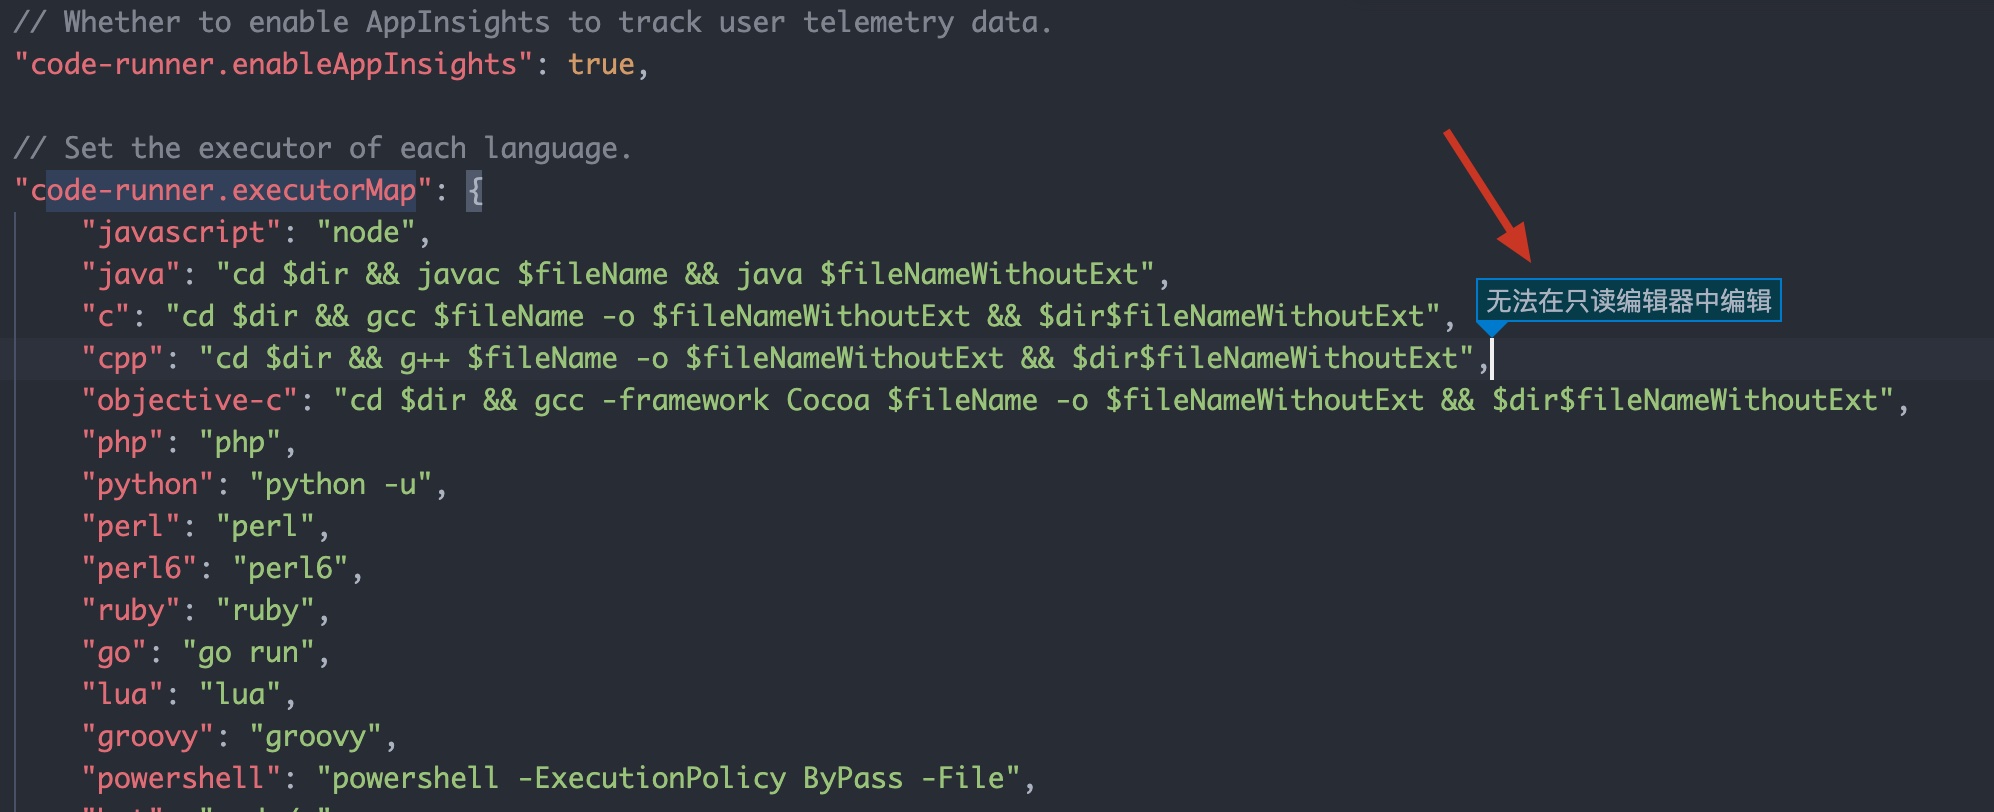 // Whether to enable AppInsights to track user telemetry data.
"code-runner.enableAppInsights": true,
// Set the executor of each language.
"code-runner.executorMap": {
"javascript": "node",
"java": "cd $dir && javac $fileName && java $fileNameWithoutExt",
无法在只读编辑器中编辑
"c": "cd $dir && gcc $fileName -o $fileNameWithoutExt && $dir$fileNameWithoutExt",
"cpp": "cd $dir && g++ $fileName -o $fileNameWithoutExt && $dir$fileNameWithoutExt",
"objective-c": "cd $dir && gcc -framework Cocoa $fileName -o $fileNameWithoutExt && $dir$fileNameWithoutExt",
"php": "php",
"python": "python -u",
"perl": "perl",
"perl6": "perl6",
"ruby": "ruby",
"go": "go run",
"lua": "lua",
"groovy": "groovy",
"powershell": "powershell -ExecutionPolicy ByPass -File",